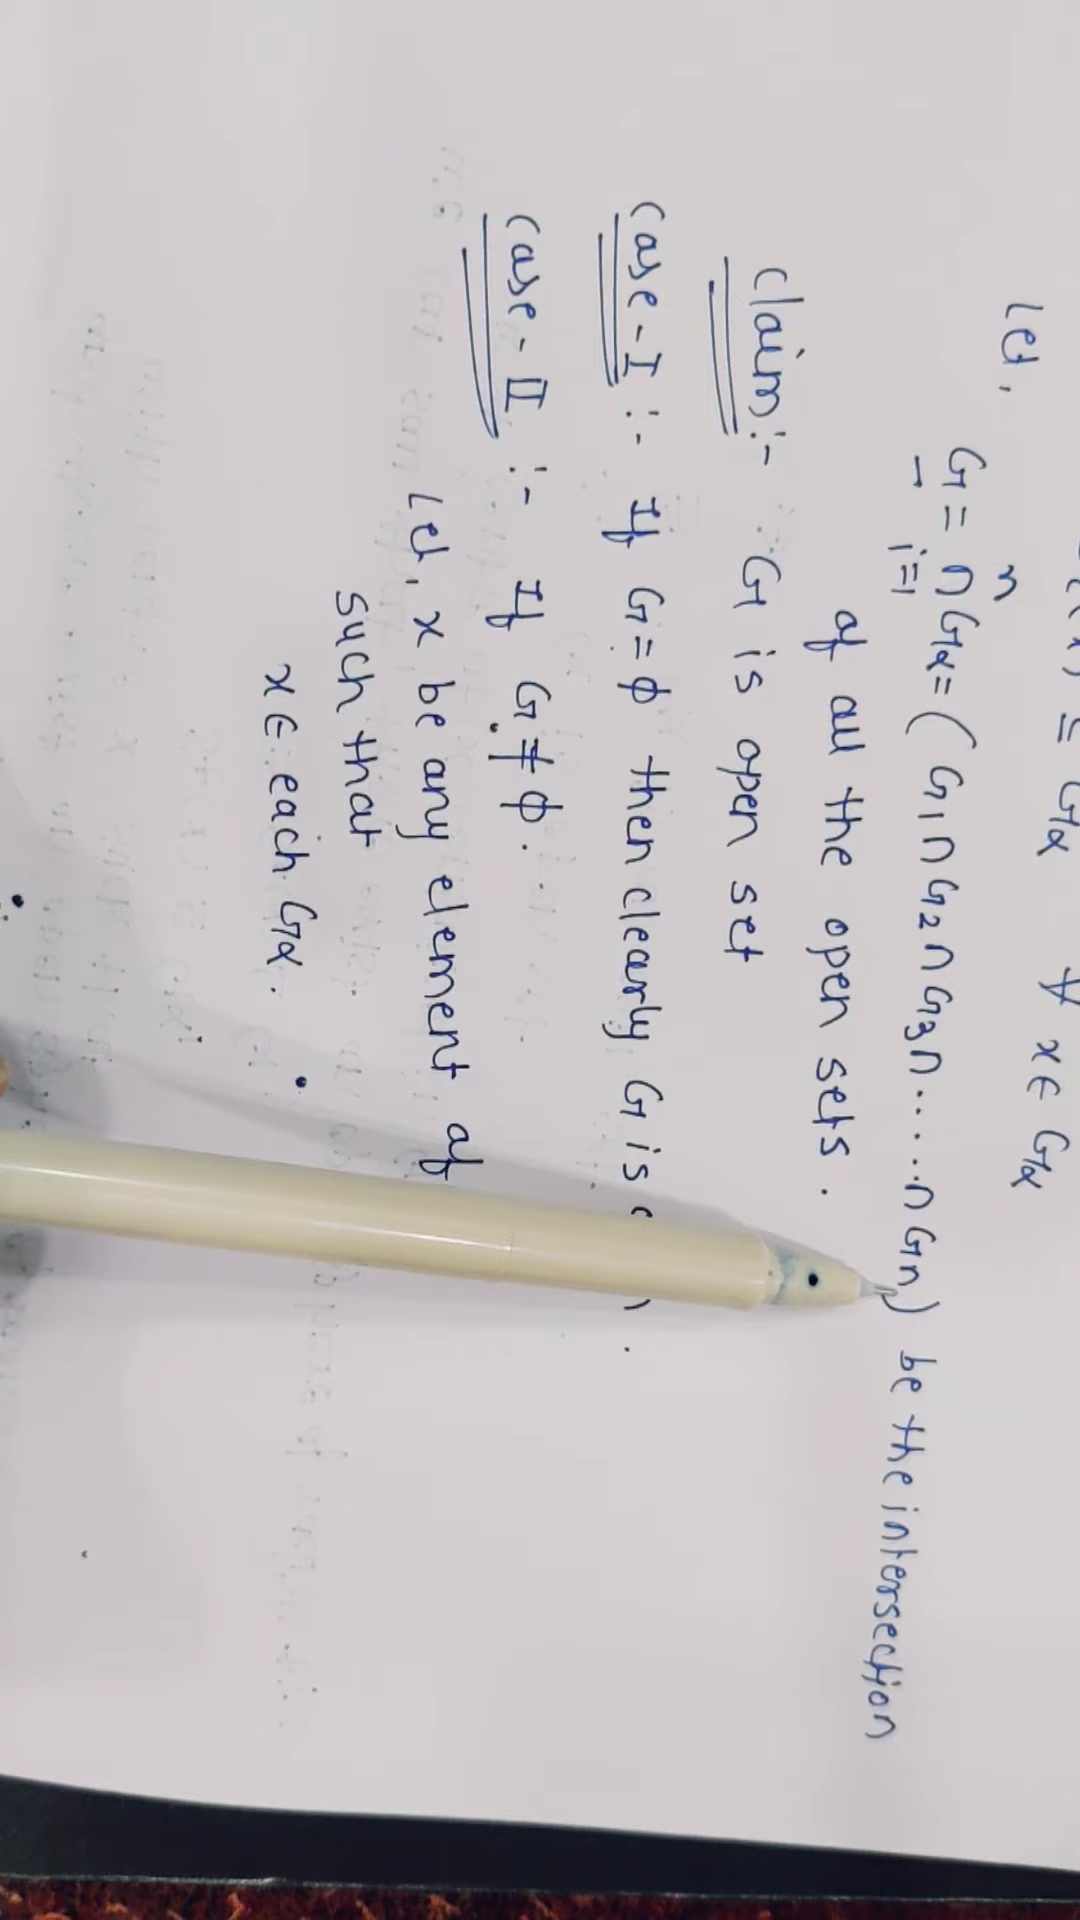 ⊆ Gα ∀ x ∈ Gα
Let,
n
G = ∩ Gα = ( G1 ∩ G2 ∩ G3 ∩ ..... ∩ Gn) be the intersection
i=1
of all the open sets.
Claim:- G is open set
Case-I :- If G = ϕ then clearly G is
Case-II :- If G ≠ ϕ.
Let, x be any element of
such that
x ∈ each Gα.